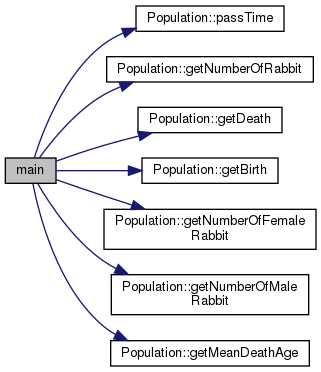 Population::passTime
Population::getNumberOfRabbit
Population::getDeath
main
Population::getBirth
Population::getNumberOfFemale
Rabbit
Population::getNumberOfMale
Rabbit
Population::getMeanDeathAge